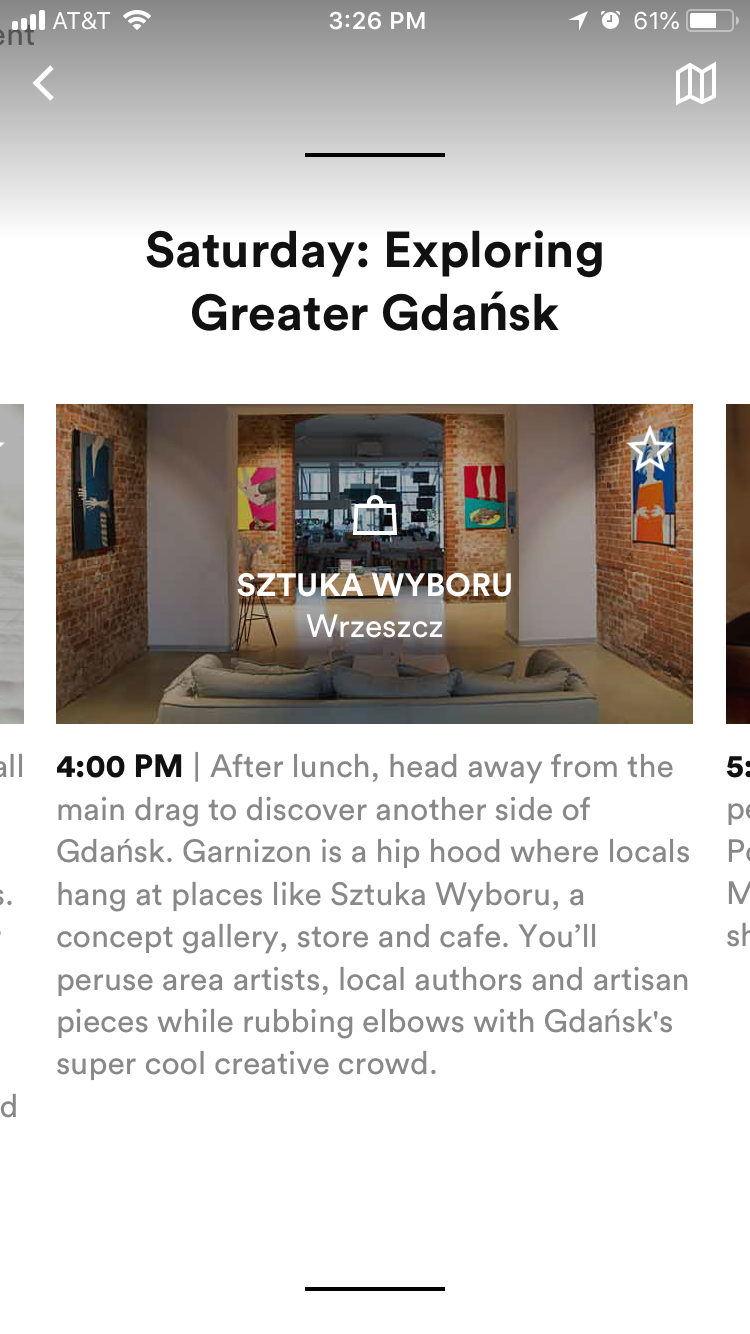 AT&T 3:26 PM 61%
ent
Saturday: Exploring
Greater Gdańsk
SZTUKA WYBORU
Wrzeszcz
all
4:00 PM | After lunch, head away from the
main drag to discover another side of
Gdańsk. Garnizon is a hip hood where locals
s.
hang at places like Sztuka Wyboru, a
concept gallery, store and cafe. You’ll
peruse area artists, local authors and artisan
pieces while rubbing elbows with Gdańsk's
super cool creative crowd.
d
5:
pe
Po
M
sh